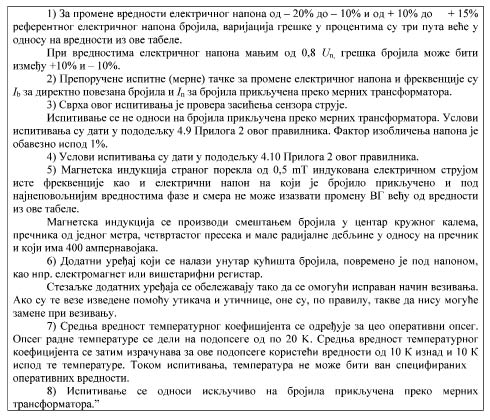 1) За промене вредности електричног напона од – 20% до – 10% и од + 10% до + 15%
референтног електричног напона бројила, варијација грешке у процентима су три пута веће у
односу на вредности из ове табеле.
При вредностима електричног напона мањим од 0,8 Un, грешка бројила може бити
између +10% и – 10%.
2) Препоручене испитне (мерне) тачке за промене електричног напона и фреквенције су
Ib за директно повезана бројила и In за бројила прикључена преко мерних трансформатора.
3) Сврха овог испитивања је провера засићења сензора струје.
Испитивање се не односи на бројила прикључена преко мерних трансформатора. Услови
испитивања су дати у пододељку 4.9 Прилога 2 овог правилника. Фактор изобличења напона је
обавезно испод 1%.
4) Услови испитивања су дати у пододељку 4.10 Прилога 2 овог правилника.
5) Магнетска индукција страног порекла од 0,5 mT индукована електричном струјом
исте фреквенције као и електрични напон на који је бројило прикључено и под
најнеповољнијим вредностима фазе и смера не може изазвати промену ВГ већу од вредности
из ове табеле.
Магнетска индукција се производи смештањем бројила у центар кружног калема,
пречника од једног метра, четвртастог пресека и мале радијалне дебљине у односу на пречник
и који има 400 ампернавојака.
6) Додатни уређај који се налази унутар кућишта бројила, повремено је под напоном,
као нпр. електромагнет или вишетарифни регистар.
Стезаљке додатних уређаја се обележавају тако да се омогући исправан начин везивања.
Ако су те везе изведене помоћу утикача и утичнице, оне су, по правилу, такве да нису могуће
замене при везивању.
7) Средња вредност температурног коефицијента се одређује за цео оперативни опсег.
Опсег радне температуре се дели на подопсеге од по 20 K. Средња вредност температурног
коефицијента се затим израчунава за ове подопсеге користећи вредности од 10 K изнад и 10 K
испод те температуре. Током испитивања, температура не може бити ван специфираних
оперативних вредности.
8) Испитивање се односи искључиво на бројила прикључена преко мерних
трансформатора.”